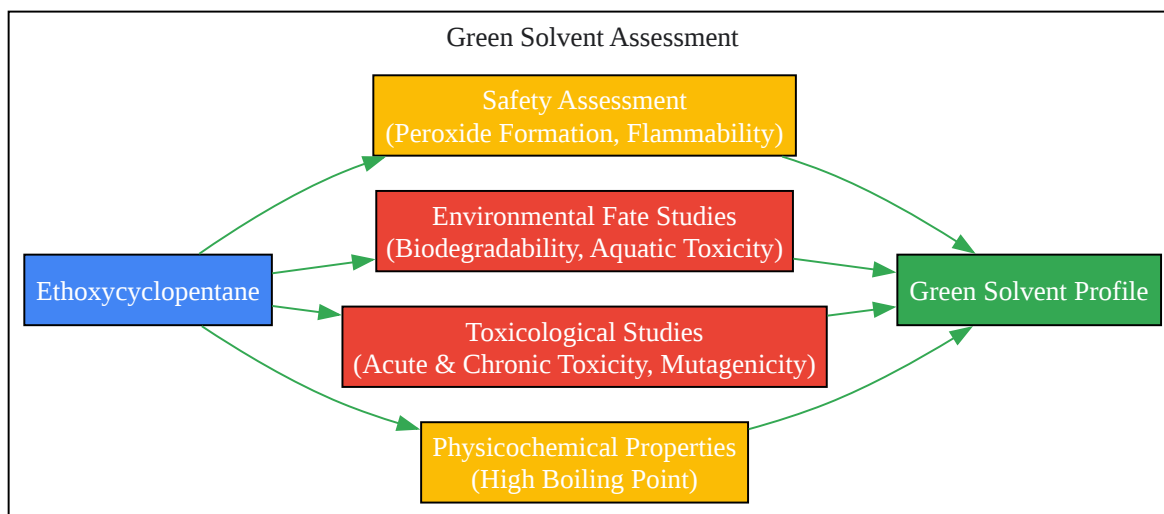 Green Solvent Assessment
Safety Assessment
(Peroxide Formation, Flammability)
Environmental Fate Studies
(Biodegradability, Aquatic Toxicity)
Ethoxycyclopentane
Green Solvent Profile
Toxicological Studies
(Acute & Chronic Toxicity, Mutagenicity)
Physicochemical Properties
(High Boiling Point)